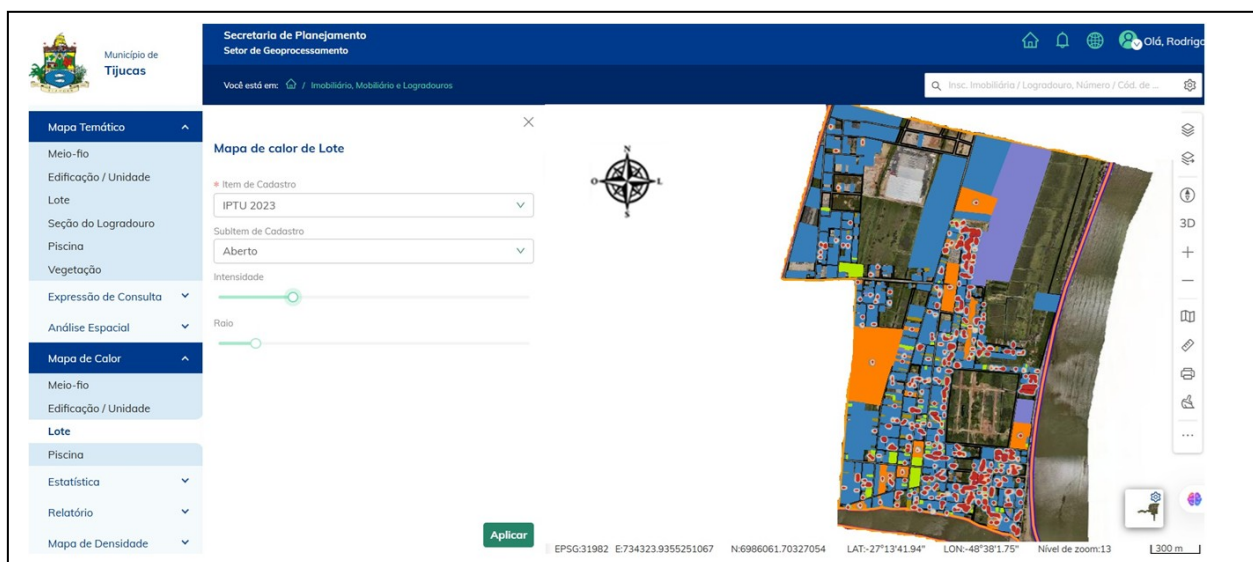 Município de
Tijucas
Secretaria de Planejamento
Setor de Geoprocessamento
Olá, Rodrigo
Você está em: / Imobiliário, Mobiliário e Logradouros
Insc. Imobiliária / Logradouro, Número / Cód. de ...
Mapa Temático
Meio-fio
Edificação / Unidade
Lote
Seção do Logradouro
Piscina
Vegetação
Expressão de Consulta
Análise Espacial
Mapa de Calor
Meio-fio
Edificação / Unidade
Lote
Piscina
Estatística
Relatório
Mapa de Densidade
Mapa de calor de Lote
* Item de Cadastro
IPTU 2023
SubItem de Cadastro
Aberto
Intensidade
Raio
Aplicar
N
O
L
S
3D
EPSG:31982 E:734323.9355251067 N:6986061.70327054 LAT:-27°13'41.94" LON:-48°38'1.75" Nível de zoom:13 300 m